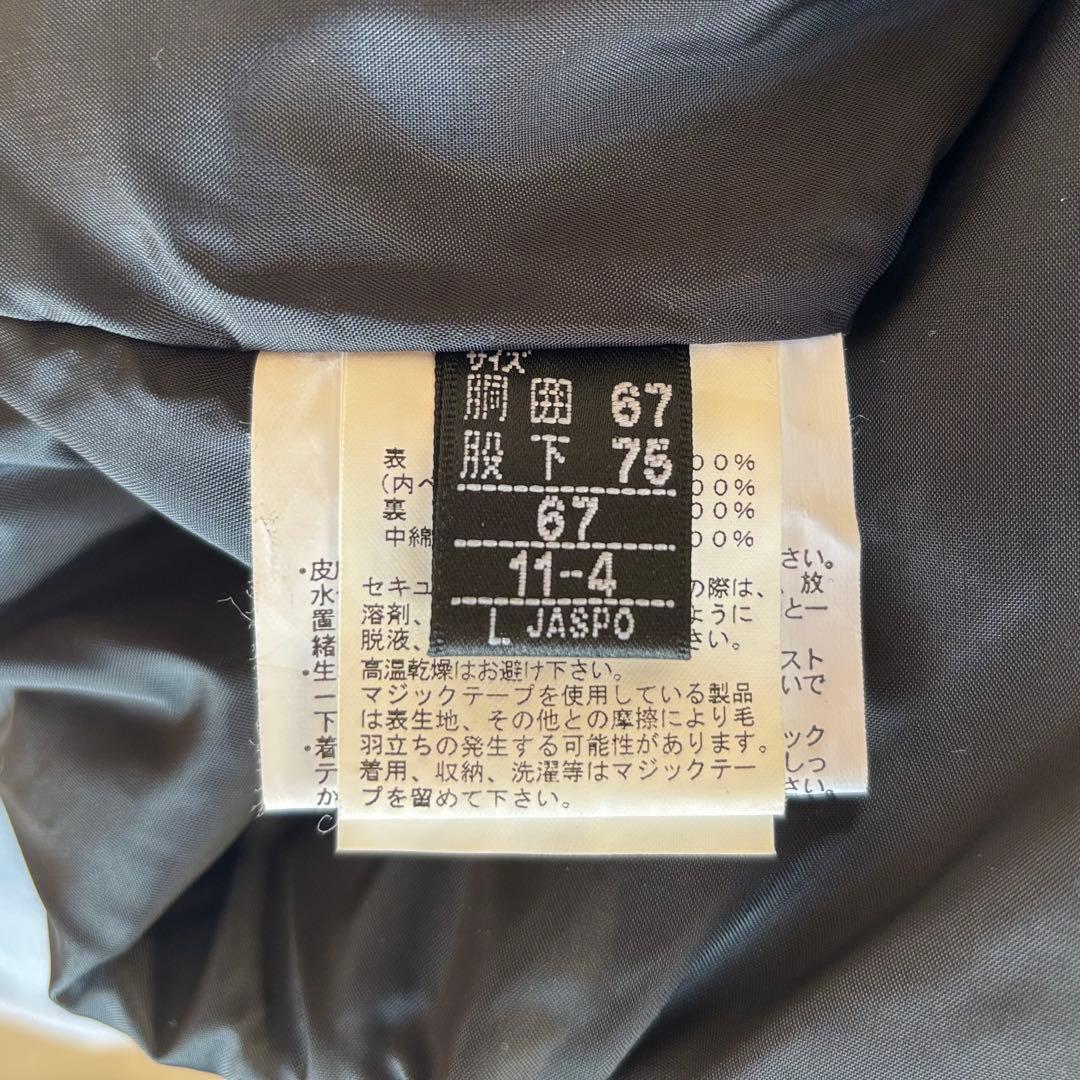 サイズ
胴囲 67
股下 75
67
11-4
L. JASPO
表 00%
(内ペ 00%
裏 00%
中綿 00%
セキュ の際は、
溶剤、 ように
脱液、 さい。
高温乾燥はお避け下さい。
マジックテープを使用している製品
は表生地、その他との摩擦により毛
羽立ちの発生する可能性があります。
着用、収納、洗濯等はマジックテー
プを留めて下さい。
・皮 さい。
水 、放
置 と一
緒
・生 スト
一 いで
下
・着 ック
テ しっ
か さい。